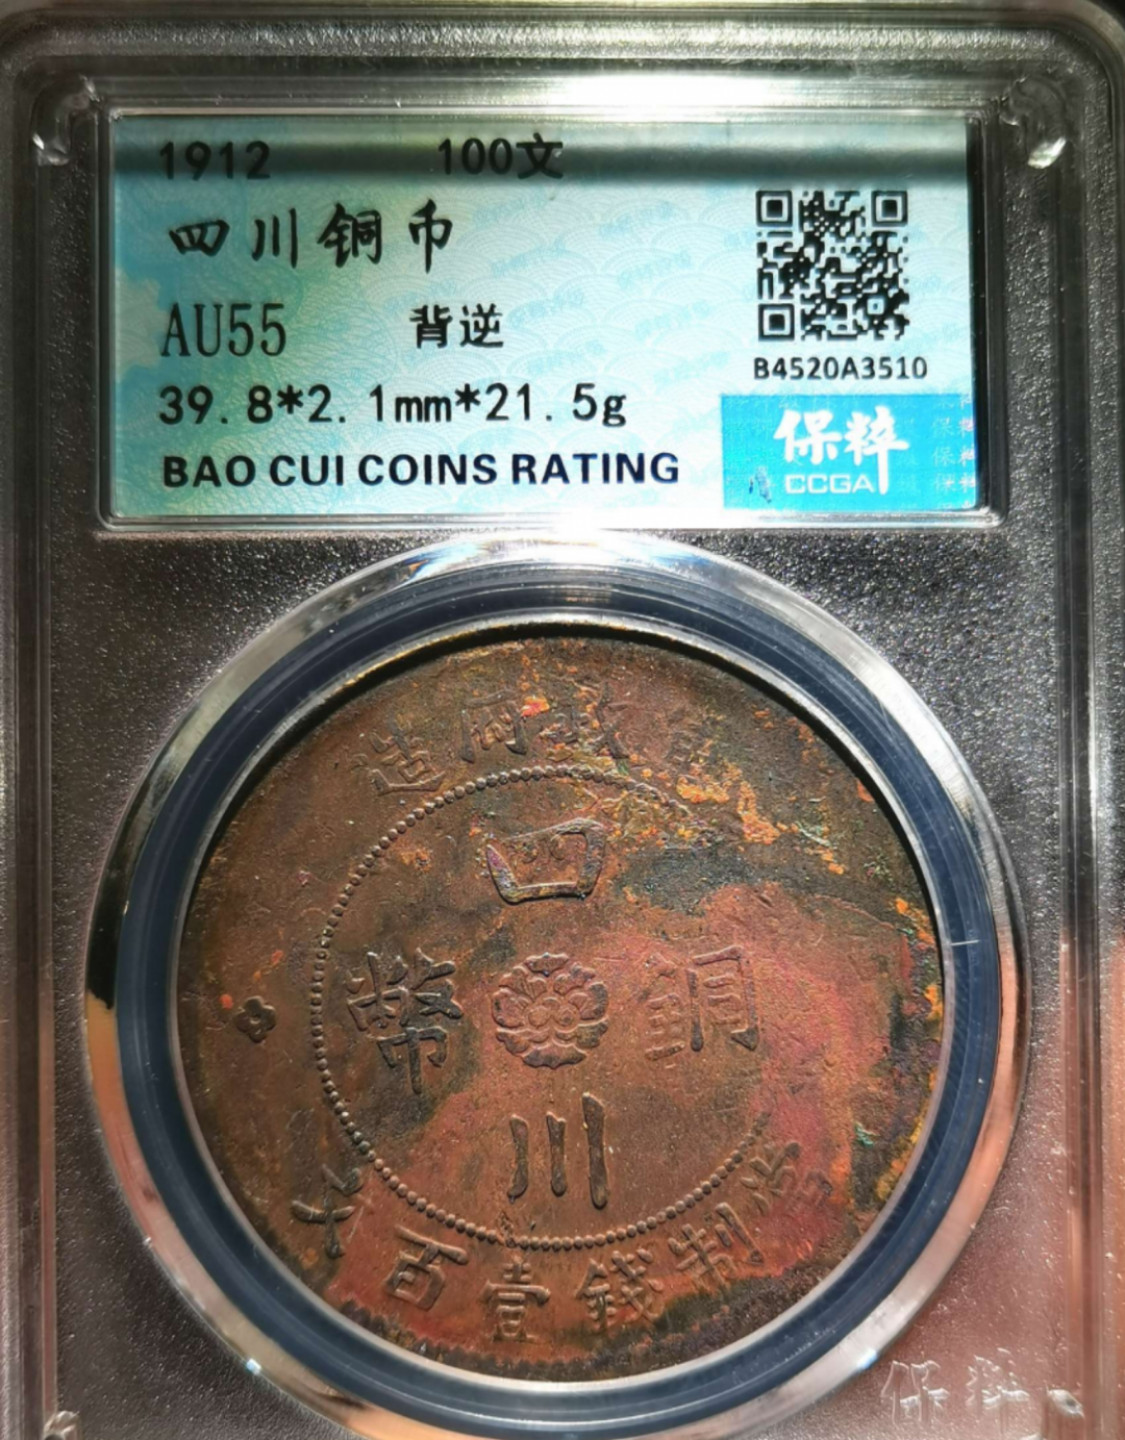 1912 100文
四川铜币
AU55 背逆
39.8*2.1mm*21.5g
BAO CUI COINS RATING
B4520A3510
保粹
CCGA
造府政
四
幣 銅
川
百壹錢制當
保粹